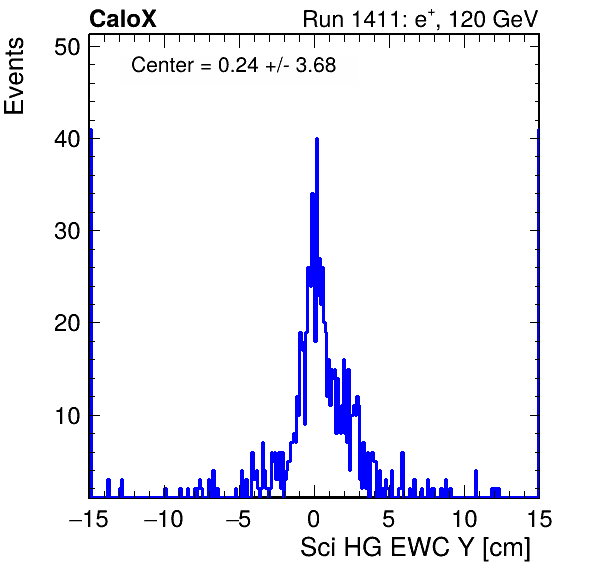 CaloX Run 1411: e+, 120 GeV
Events
Center = 0.24 +/- 3.68
50
40
30
20
10
−15 −10 −5 0 5 10 15
Sci HG EWC Y [cm]